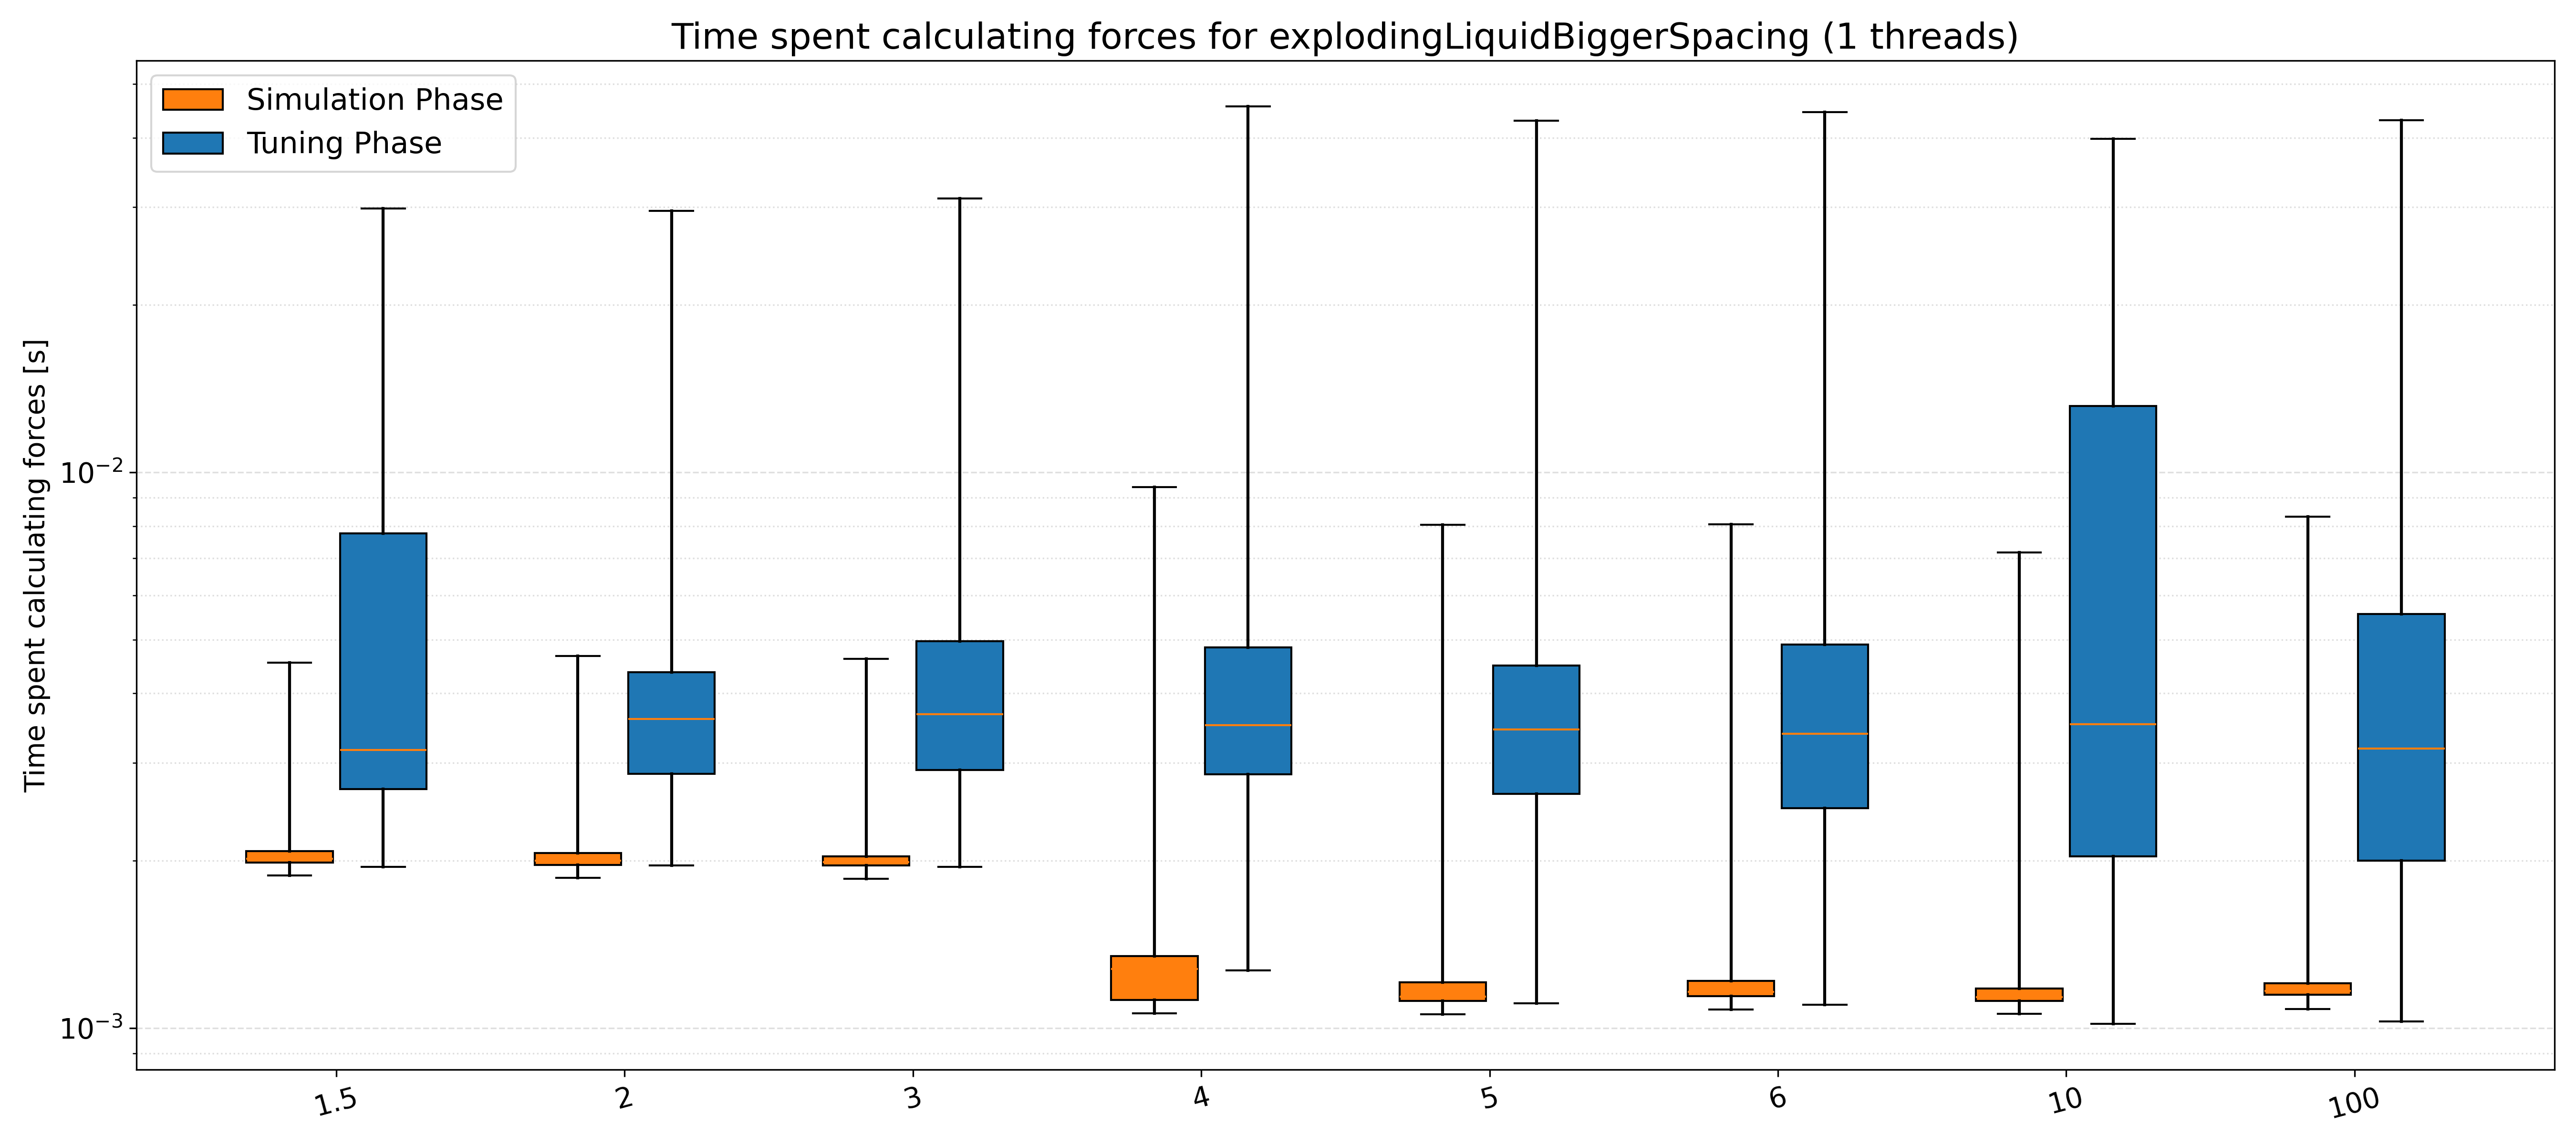 Time spent calculating forces for explodingLiquidBiggerSpacing (1 threads)
Simulation Phase
Tuning Phase
Time spent calculating forces [s]
10⁻²
10⁻³
1.5 2 3 4 5 6 10 100